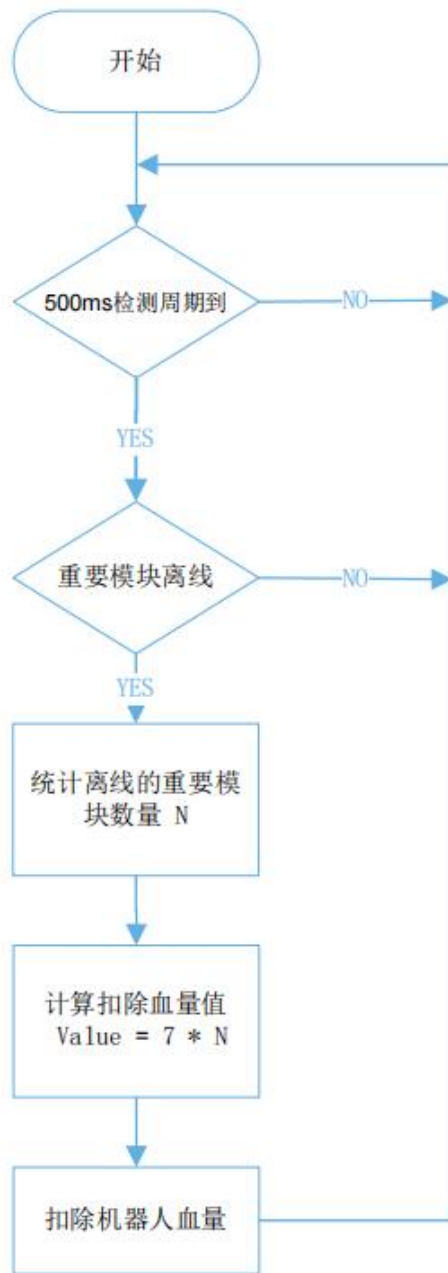 开始
500ms检测周期到
NO
YES
重要模块离线
NO
YES
统计离线的重要模
块数量 N
计算扣除血量值
Value = 7 * N
扣除机器人血量